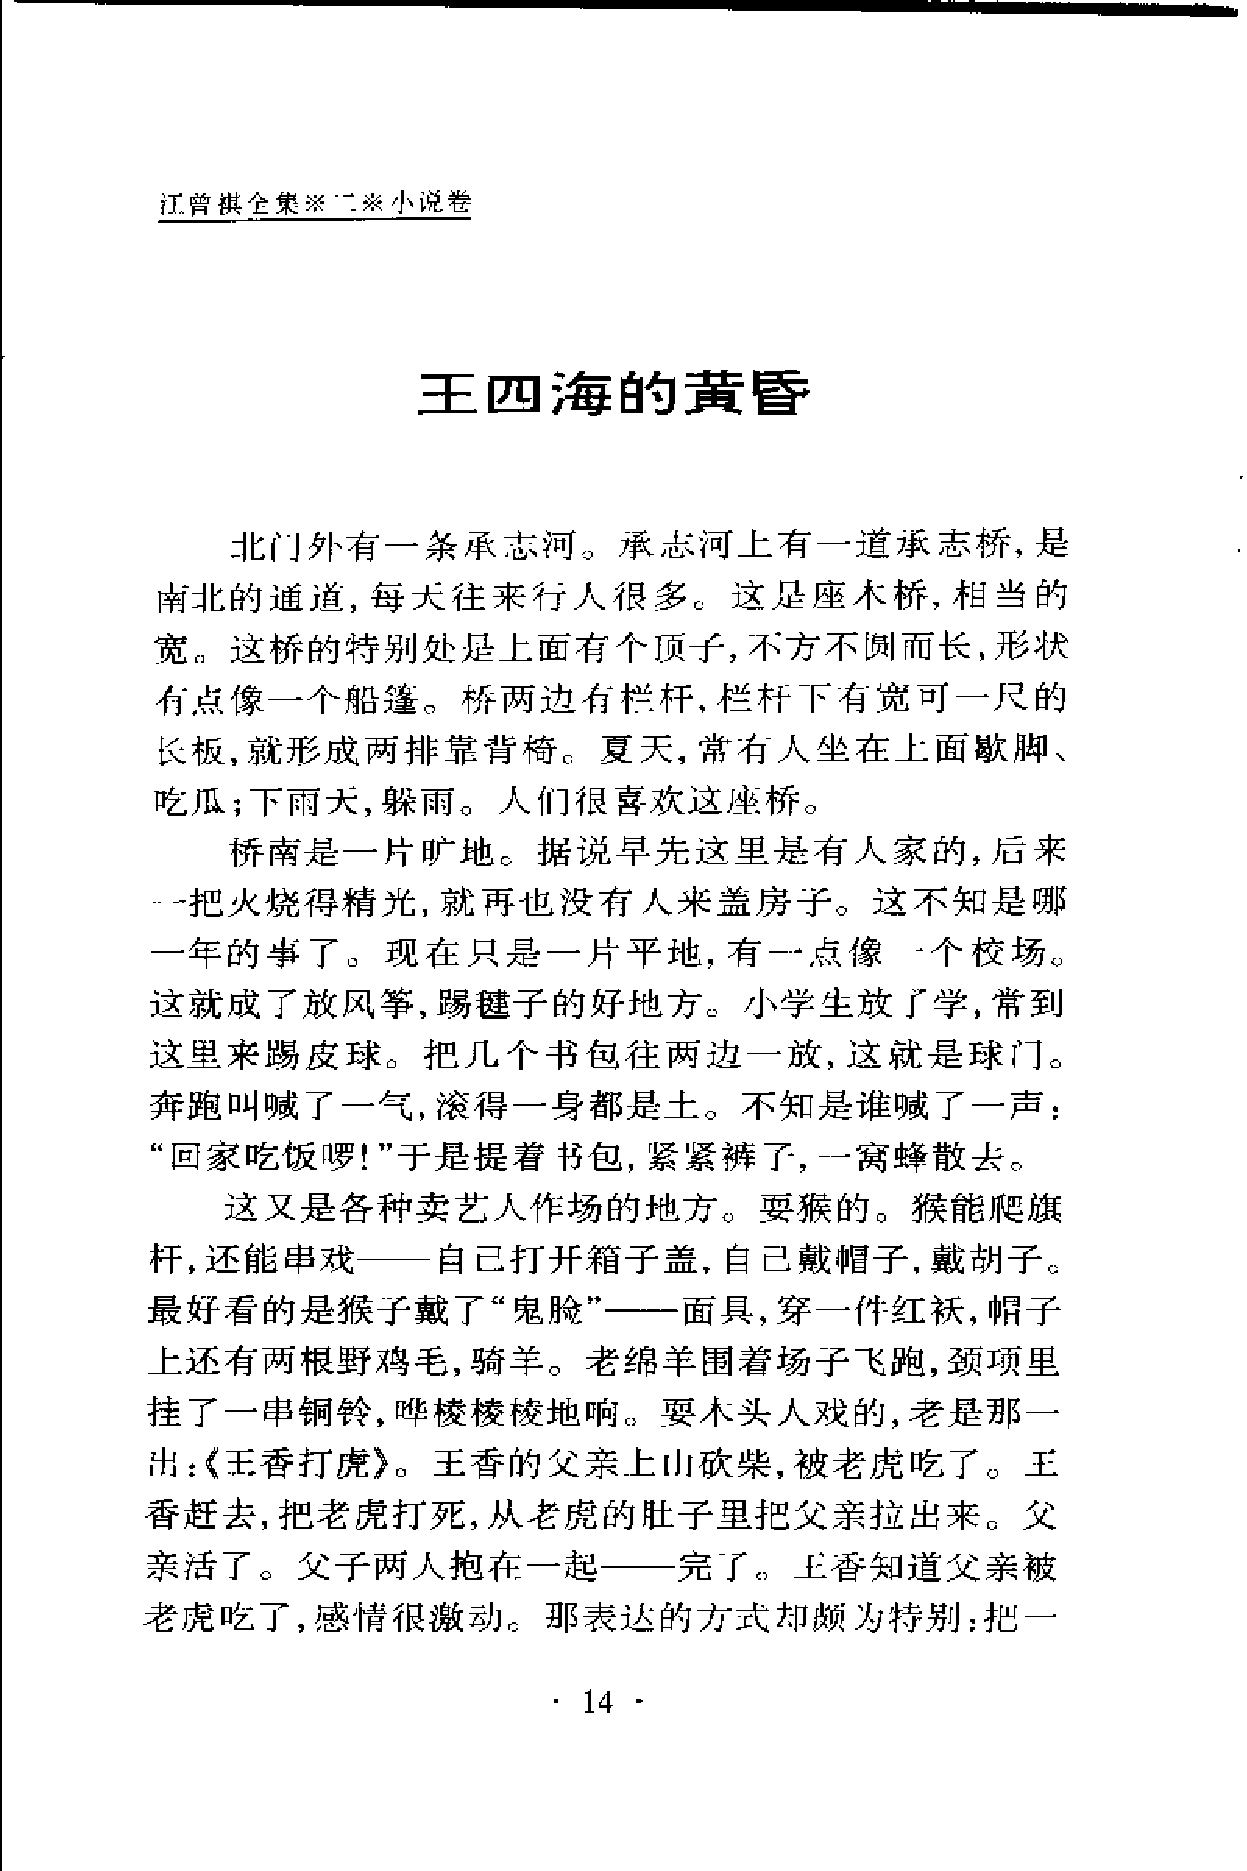 汪曾祺全集※二※小说卷
王四海的黄昏
北门外有一条承志河。承志河上有一道承志桥,是
南北的通道,每天往来行人很多。这是座木桥,相当的
宽。这桥的特别处是上面有个顶子,不方不圆而长,形状
有点像一个船篷。桥两边有栏杆,栏杆下有宽可一尺的
长板,就形成两排靠背椅。夏天,常有人坐在上面歇脚、
吃瓜;下雨天,躲雨。人们很喜欢这座桥。
桥南是一片旷地。据说早先这里是有人家的,后来
一把火烧得精光,就再也没有人来盖房子。这不知是哪
一年的事了。现在只是一片平地,有一点像一个校场。
这就成了放风筝,踢毽子的好地方。小学生放了学,常到
这里来踢皮球。把几个书包往两边一放,这就是球门。
奔跑叫喊了一气,滚得一身都是土。不知是谁喊了一声:
“回家吃饭啰!”于是提着书包,紧紧裤子,一窝蜂散去。
这又是各种卖艺人作场的地方。耍猴的。猴能爬旗
杆,还能串戏——自己打开箱子盖,自己戴帽子,戴胡子。
最好看的是猴子戴了“鬼脸”——面具,穿一件红袄,帽子
上还有两根野鸡毛,骑羊。老绵羊围着场子飞跑,颈项里
挂了一串铜铃,哗棱棱棱地响。耍木头人戏的,老是那一
出:《王香打虎》。王香的父亲上山砍柴,被老虎吃了。王
香赶去,把老虎打死,从老虎的肚子里把父亲拉出来。父
亲活了。父子两人抱在一起——完了。王香知道父亲被
老虎吃了,感情很激动。那表达的方式却颇为特别:把一
· 14 ·